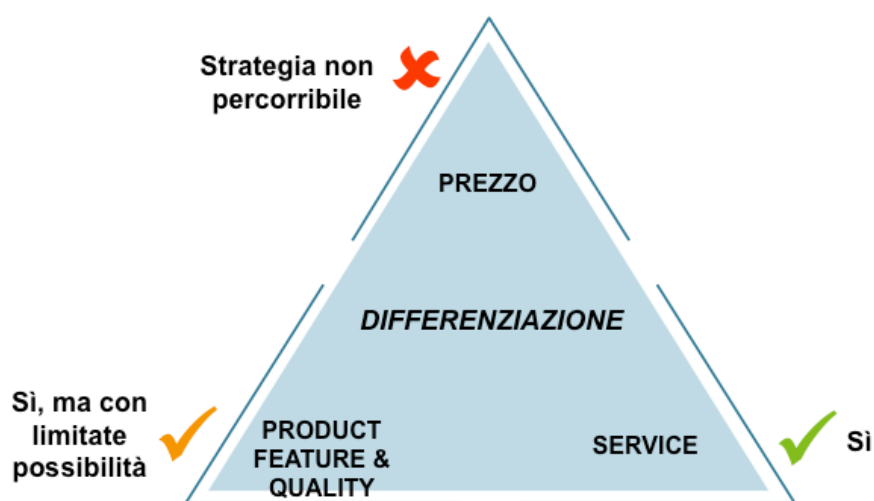 Strategia non
percorribile
PREZZO
DIFFERENZIAZIONE
Sì, ma con
limitate
possibilità
PRODUCT
FEATURE &
QUALITY
SERVICE
Sì